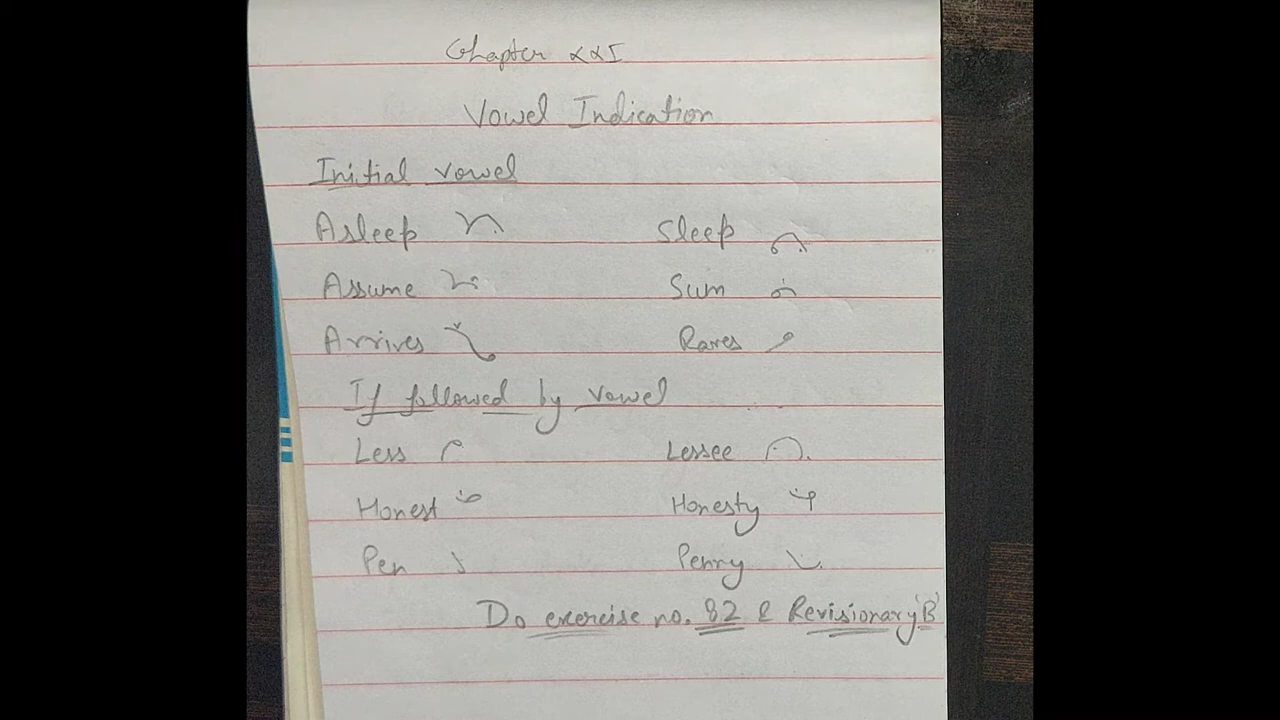 Chapter XXI
Vowel Indication
Initial vowel
Asleep Sleep
Assume Sum
Arrives Raves
If followed by vowel
Less Lessee
Honest Honesty
Pen Penny
Do exercise no. 82 & Revisionary 'B'